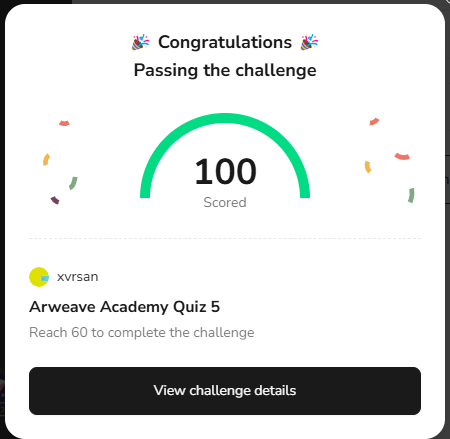 🎉 Congratulations 🎉
Passing the challenge
100
Scored
xvrsan
Arweave Academy Quiz 5
Reach 60 to complete the challenge
View challenge details